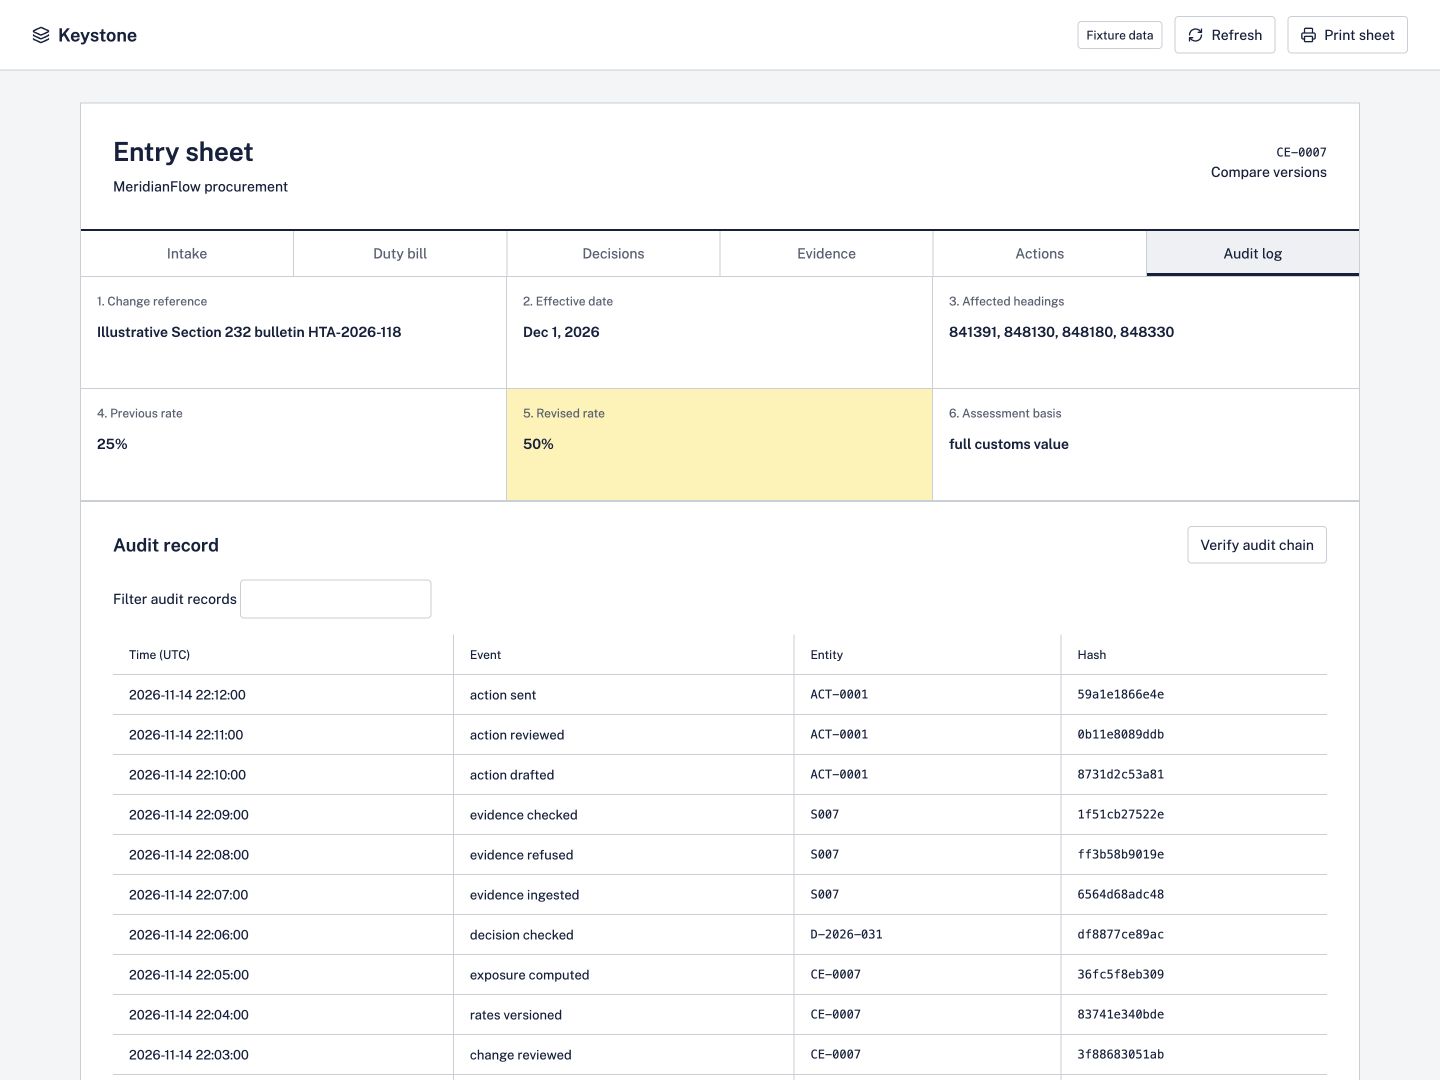 Keystone
Fixture data
Refresh
Print sheet
Entry sheet
MeridianFlow procurement
CE-0007
Compare versions
Intake
Duty bill
Decisions
Evidence
Actions
Audit log
1. Change reference
Illustrative Section 232 bulletin HTA-2026-118
2. Effective date
Dec 1, 2026
3. Affected headings
841391, 848130, 848180, 848330
4. Previous rate
25%
5. Revised rate
50%
6. Assessment basis
full customs value
Audit record
Verify audit chain
Filter audit records
Time (UTC) Event Entity Hash
2026-11-14 22:12:00 action sent ACT-0001 59a1e1866e4e
2026-11-14 22:11:00 action reviewed ACT-0001 0b11e8089ddb
2026-11-14 22:10:00 action drafted ACT-0001 8731d2c53a81
2026-11-14 22:09:00 evidence checked S007 1f51cb27522e
2026-11-14 22:08:00 evidence refused S007 ff3b58b9019e
2026-11-14 22:07:00 evidence ingested S007 6564d68adc48
2026-11-14 22:06:00 decision checked D-2026-031 df8877ce89ac
2026-11-14 22:05:00 exposure computed CE-0007 36fc5f8eb309
2026-11-14 22:04:00 rates versioned CE-0007 83741e340bde
2026-11-14 22:03:00 change reviewed CE-0007 3f88683051ab